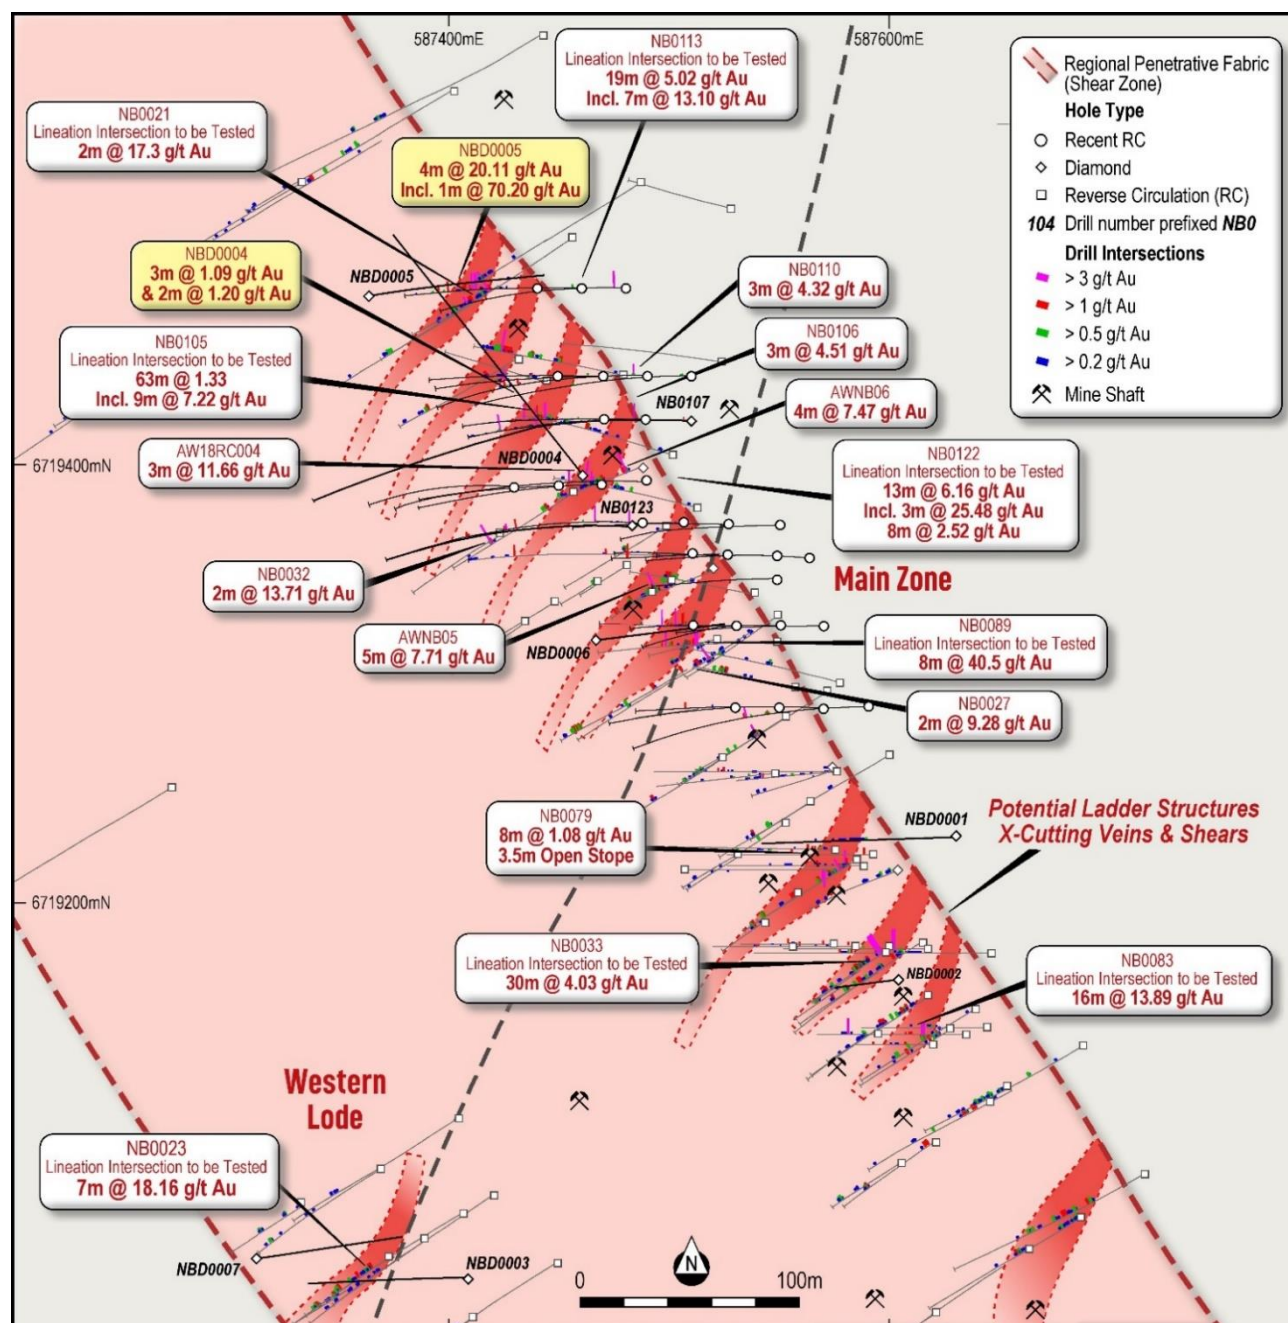 587400mE
587600mE
NB0113
Lineation Intersection to be Tested
19m @ 5.02 g/t Au
Incl. 7m @ 13.10 g/t Au
Regional Penetrative Fabric
(Shear Zone)
Hole Type
Recent RC
Diamond
Reverse Circulation (RC)
104 Drill number prefixed NB0
Drill Intersections
> 3 g/t Au
> 1 g/t Au
> 0.5 g/t Au
> 0.2 g/t Au
Mine Shaft
NB0021
Lineation Intersection to be Tested
2m @ 17.3 g/t Au
NBD0005
4m @ 20.11 g/t Au
Incl. 1m @ 70.20 g/t Au
NBD0004
3m @ 1.09 g/t Au
& 2m @ 1.20 g/t Au
NBD0005
NB0110
3m @ 4.32 g/t Au
NB0105
Lineation Intersection to be Tested
63m @ 1.33
Incl. 9m @ 7.22 g/t Au
NB0106
3m @ 4.51 g/t Au
NB0107
AWNB06
4m @ 7.47 g/t Au
AW18RC004
3m @ 11.66 g/t Au
NBD0004
6719400mN
NB0122
Lineation Intersection to be Tested
13m @ 6.16 g/t Au
Incl. 3m @ 25.48 g/t Au
8m @ 2.52 g/t Au
NB0123
NB0032
2m @ 13.71 g/t Au
Main Zone
AWNB05
5m @ 7.71 g/t Au
NBD0006
NB0089
Lineation Intersection to be Tested
8m @ 40.5 g/t Au
NB0027
2m @ 9.28 g/t Au
NB0079
8m @ 1.08 g/t Au
3.5m Open Stope
NBD0001
Potential Ladder Structures
X-Cutting Veins & Shears
6719200mN
NB0033
Lineation Intersection to be Tested
30m @ 4.03 g/t Au
NBD0002
NB0083
Lineation Intersection to be Tested
16m @ 13.89 g/t Au
Western
Lode
NB0023
Lineation Intersection to be Tested
7m @ 18.16 g/t Au
NBD0007
NBD0003
N
0
100m